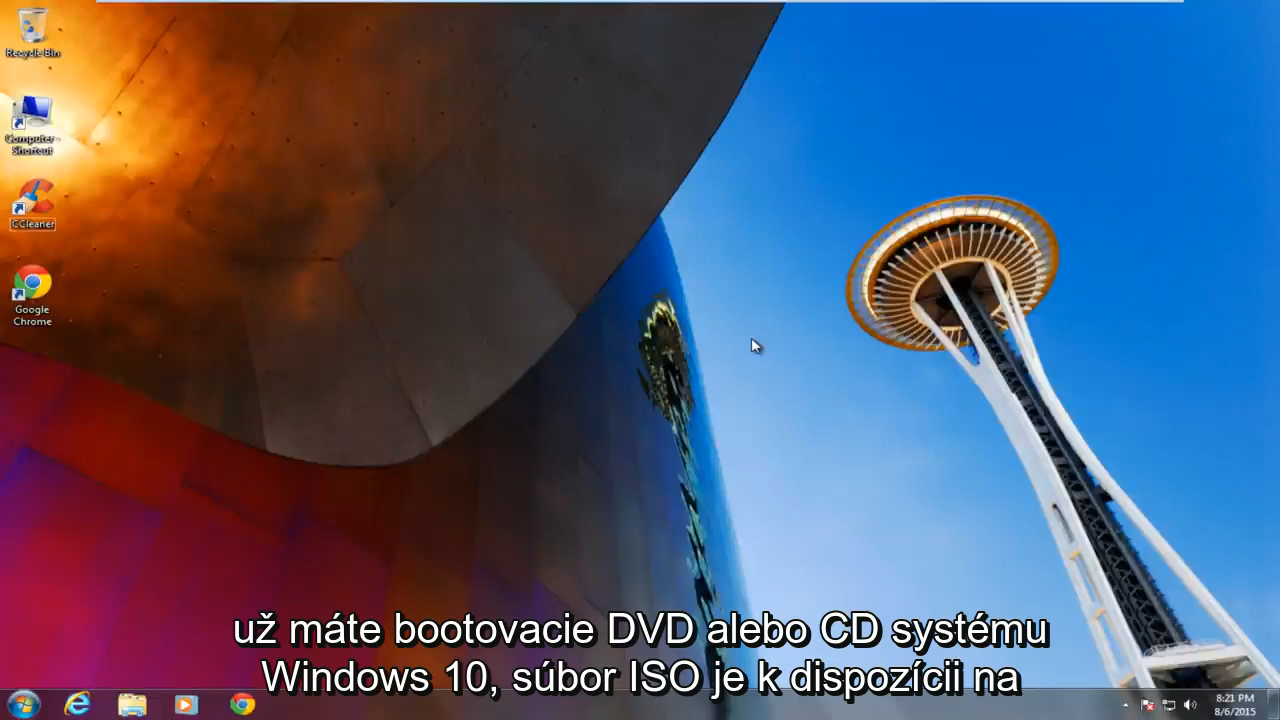 Recycle Bin
Computer -
Shortcut
CCleaner
Google
Chrome
už máte bootovacie DVD alebo CD systému
Windows 10, súbor ISO je k dispozícii na
8:21 PM
8/6/2015